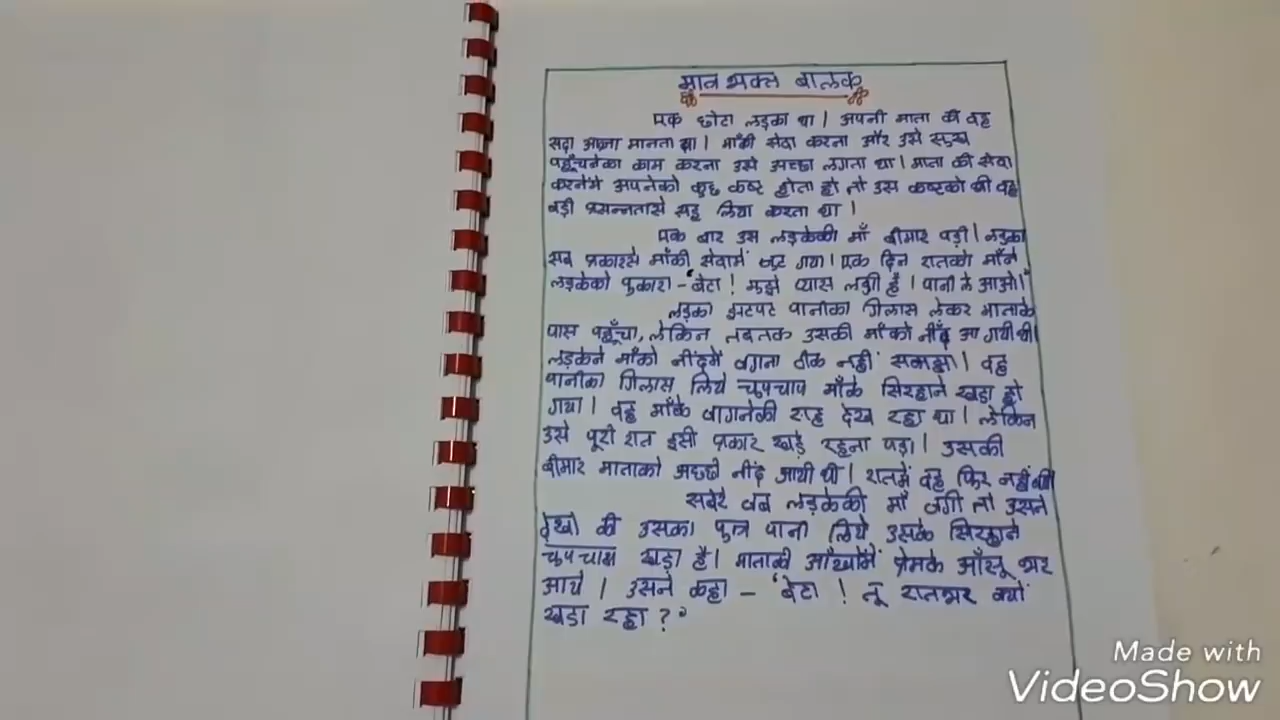 मातृ भक्त बालक
एक छोटा लड़का था। अपनी माता की वह
सदा आज्ञा मानता था। माँकी सेवा करना और उसे सुख
पहूँचनेका काम करना उसे अच्छा लगता था। माता की सेवा
करनेमे अपनेको कुछ कष्ट होता हो तो उस कष्टको भी वह
बड़ी प्रसन्नतासे सह लिया करता था।
एक बार उस लड़केकी माँ बीमार पड़ी। लड़का
सब प्रकारसे माँकी सेवामें जुट गया। एक दिन रातको माँने
लड़केको पुकारा - 'बेटा! मुझे प्यास लगी है। पानी ले आओ।'
लड़का झटपट पानीका गिलास लेकर माताके
पास पहूँचा, लेकिन तबतक उसकी माँको नींद आ गयी थी
लड़केने माँको नींदमें जगना ठीक नहीं समझा। वह
पानीका गिलास लिये चुपचाप माँके सिरहाने खड़ा हो
गया। वह माँके जागनेकी राह देख रहा था। लेकिन
उसे पूरी रात इसी प्रकार खड़े रहना पड़ा। उसकी
बीमार माताको अच्छी नींद आयी थी। रातमें वह फिर नहीं जगी
सबेरे जब लड़केकी माँ जगी तो उसने
देखो की उसका पुत्र पानी लिये उसके सिरहाने
चुपचाप खड़ा है। माताकी आँखोंमें प्रेमके आँसू भर
आये। उसने कहा - 'बेटा! तू रातभर क्यों
खडा रहा?'
Made with
VideoShow